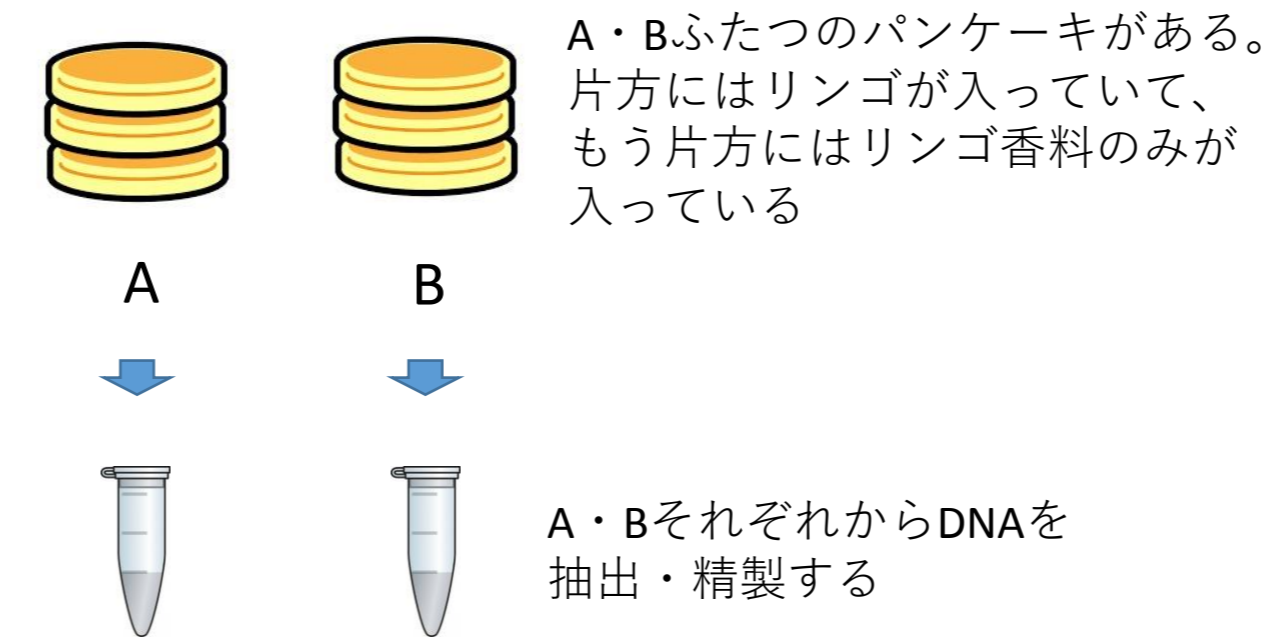 A・Bふたつのパンケーキがある。
片方にはリンゴが入っていて、
もう片方にはリンゴ香料のみが
入っている
A
B
A・BそれぞれからDNAを
抽出・精製する